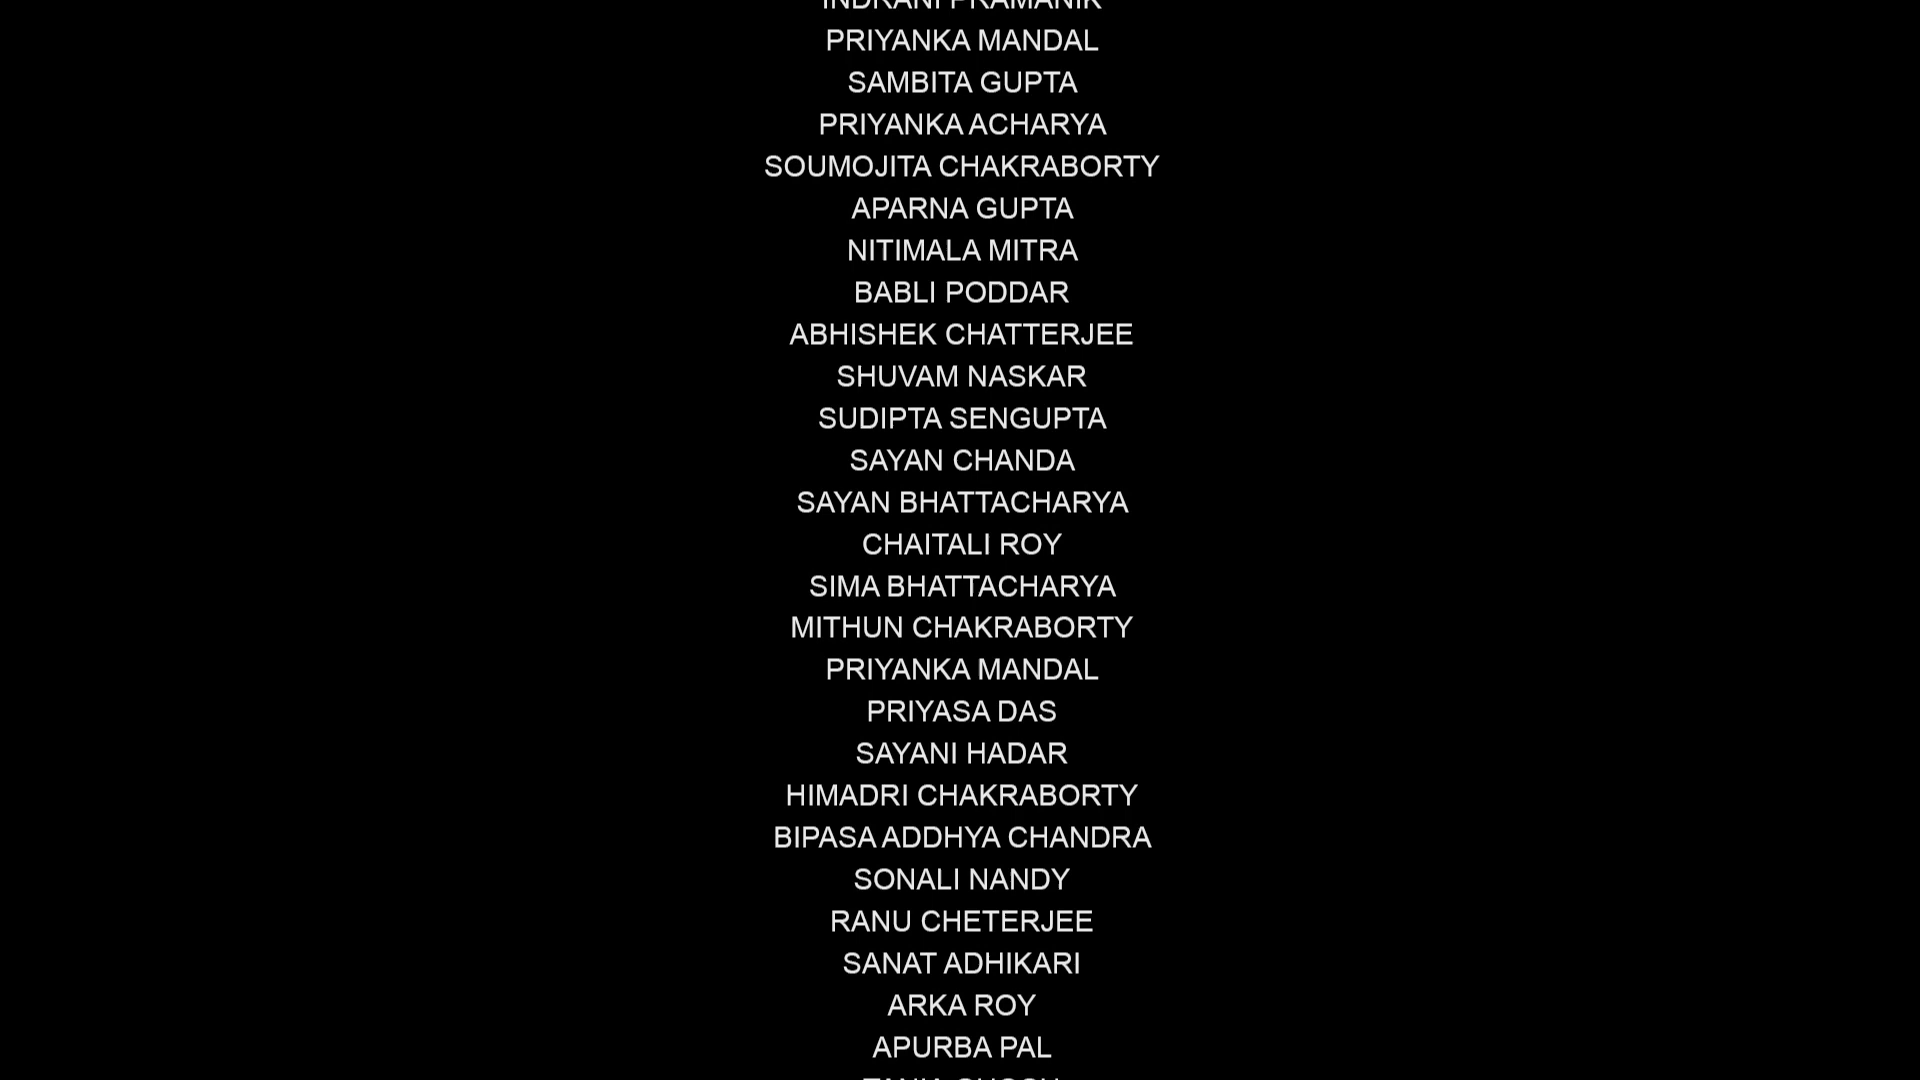 INDRANI PRAMANIK
PRIYANKA MANDAL
SAMBITA GUPTA
PRIYANKA ACHARYA
SOUMOJITA CHAKRABORTY
APARNA GUPTA
NITIMALA MITRA
BABLI PODDAR
ABHISHEK CHATTERJEE
SHUVAM NASKAR
SUDIPTA SENGUPTA
SAYAN CHANDA
SAYAN BHATTACHARYA
CHAITALI ROY
SIMA BHATTACHARYA
MITHUN CHAKRABORTY
PRIYANKA MANDAL
PRIYASA DAS
SAYANI HADAR
HIMADRI CHAKRABORTY
BIPASA ADDHYA CHANDRA
SONALI NANDY
RANU CHETERJEE
SANAT ADHIKARI
ARKA ROY
APURBA PAL